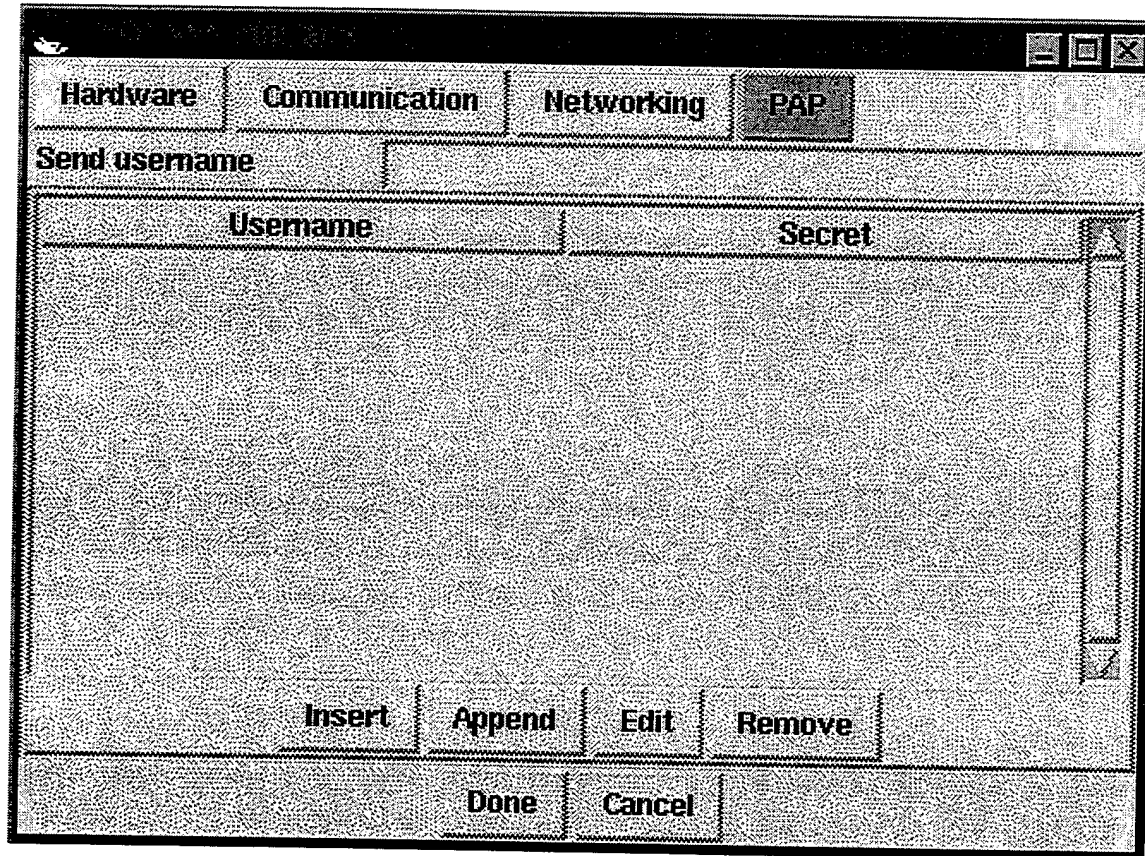 Hardware Communication Networking PAP
Send username
Username Secret
Insert Append Edit Remove
Done Cancel